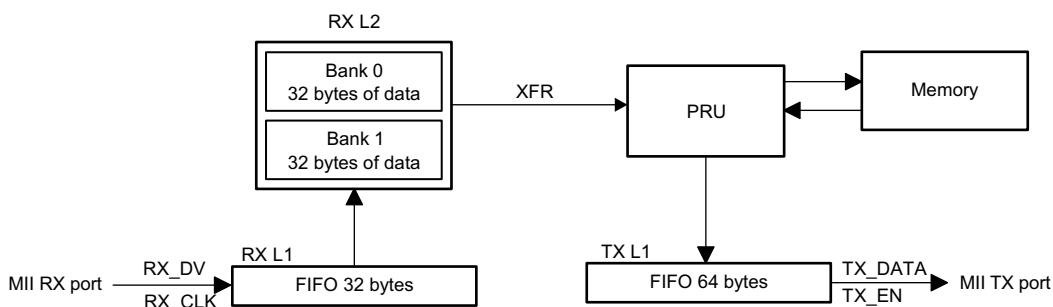 RX L2
Bank 0
32 bytes of data
Bank 1
32 bytes of data
XFR
PRU
Memory
MII RX port
RX_DV
RX_CLK
RX L1
FIFO 32 bytes
TX L1
FIFO 64 bytes
TX_DATA
TX_EN
MII TX port